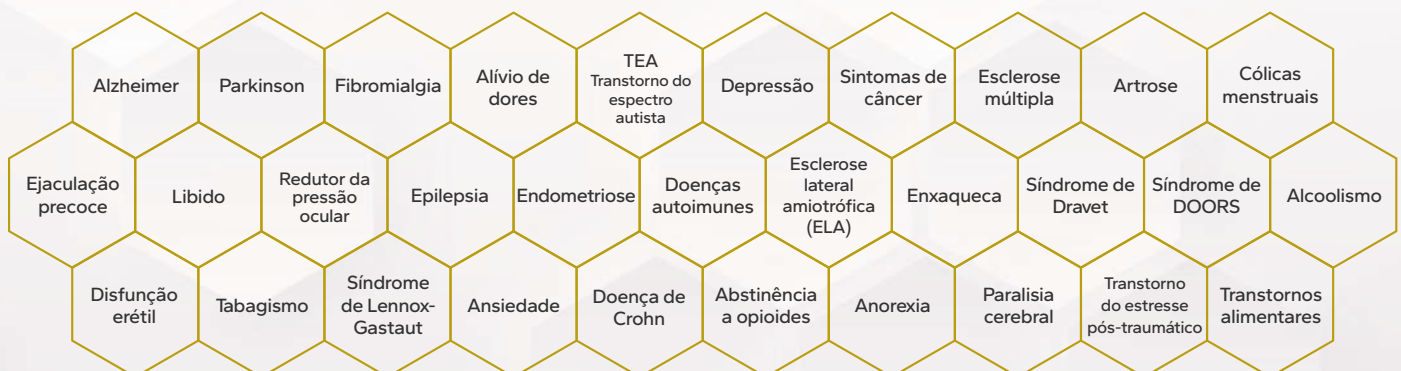 Alzheimer
Parkinson
Fibromialgia
Alívio de
dores
TEA
Transtorno do
espectro
autista
Depressão
Sintomas de
câncer
Esclerose
múltipla
Artrose
Cólicas
menstruais
Ejaculação
precoce
Libido
Redutor da
pressão
ocular
Epilepsia
Endometriose
Doenças
autoimunes
Esclerose
lateral
amiotrófica
(ELA)
Enxaqueca
Síndrome de
Dravet
Síndrome de
DOORS
Alcoolismo
Disfunção
erétil
Tabagismo
Síndrome
de Lennox-
Gastaut
Ansiedade
Doença de
Crohn
Abstinência
a opioides
Anorexia
Paralisia
cerebral
Transtorno
do estresse
pós-traumático
Transtornos
alimentares